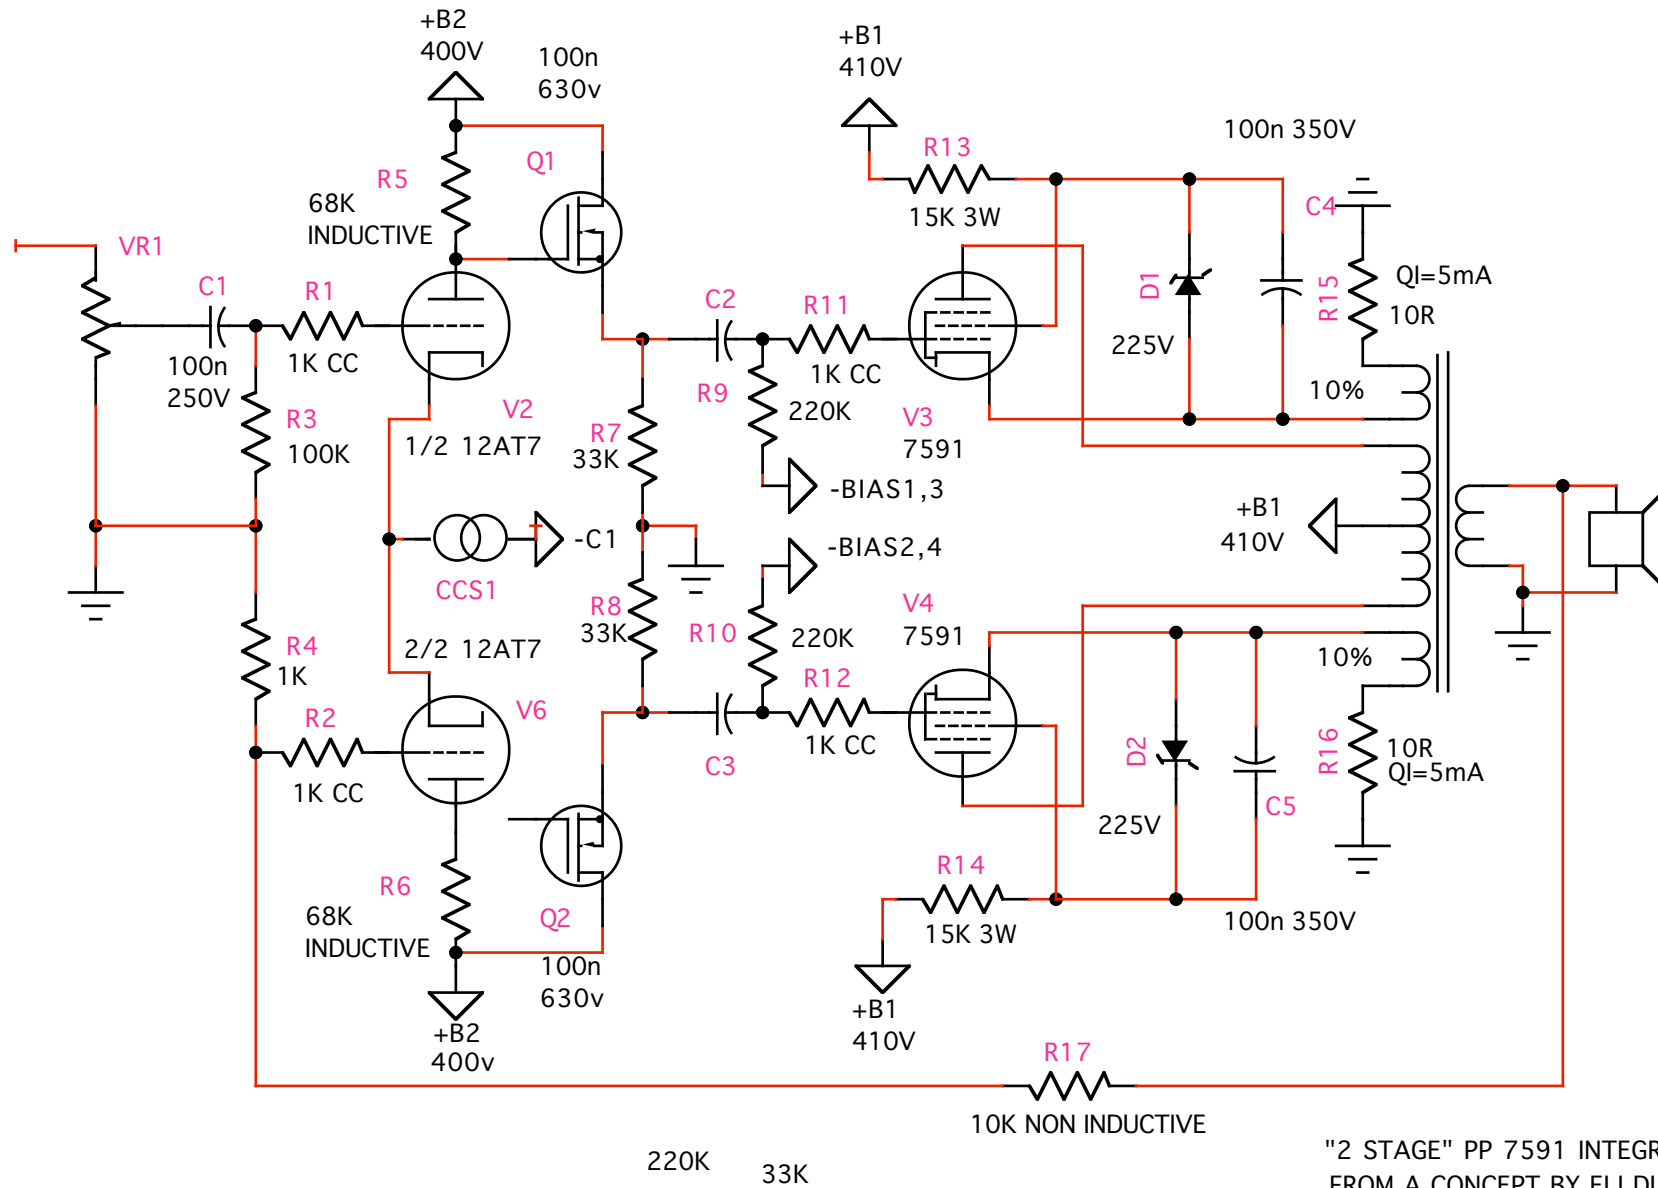 +B2
400V
100n
630v
+B1
410V
100n 350V
R13
Q1
R5
68K
INDUCTIVE
15K 3W
C4
VR1
C1
R1
C2
R11
D1
R15
QI=5mA
10R
100n
250V
1K CC
225V
1K CC
10%
R9
R3
V2
R7
220K
V3
100K
1/2 12AT7
33K
7591
-BIAS1,3
+B1
410V
-C1
-BIAS2,4
CCS1
R8
33K
R10
220K
V4
7591
R4
1K
2/2 12AT7
10%
R12
R2
V6
1K CC
C3
D2
R16
10R
QI=5mA
1K CC
225V
C5
R6
R14
68K
INDUCTIVE
Q2
15K 3W
100n 350V
100n
630v
+B2
400v
+B1
410V
R17
10K NON INDUCTIVE
"2 STAGE" PP 7591
220K
33K
FROM A CONCEPT BY